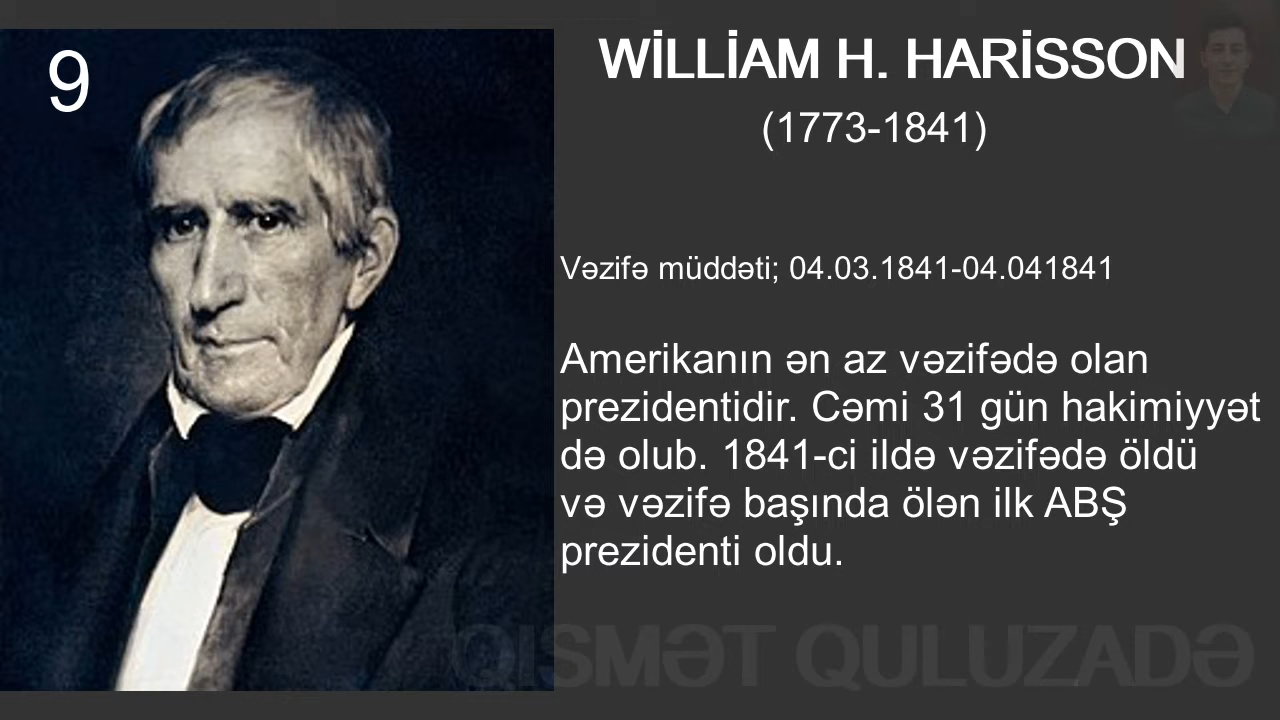 9
WİLLİAM H. HARİSSON
(1773-1841)
Vəzifə müddəti; 04.03.1841-04.041841
Amerikanın ən az vəzifədə olan
prezidentidir. Cəmi 31 gün hakimiyyət
də olub. 1841-ci ildə vəzifədə öldü
və vəzifə başında ölən ilk ABŞ
prezidenti oldu.
QISMƏT QULUZADƏ